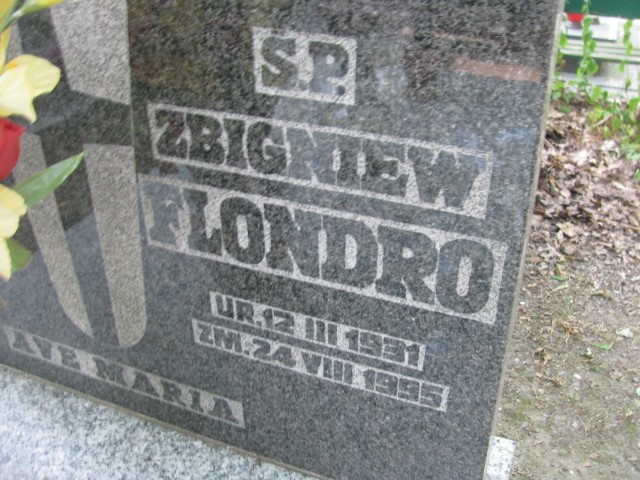 S.P.
ZBIGNIEW
FLONDRO
UR. 12 III 1931
ZM. 24 VIII 1995
AVE MARIA